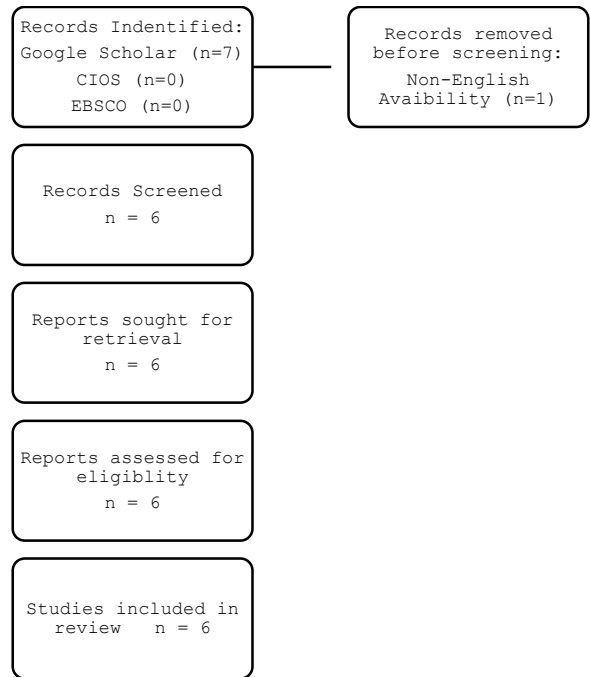 Records Indentified:
Google Scholar (n=7)
CIOS (n=0)
EBSCO (n=0)
Records removed
before screening:
Non-English
Avaibility (n=1)
Records Screened
n = 6
Reports sought for
retrieval
n = 6
Reports assessed for
eligiblity
n = 6
Studies included in
review n = 6